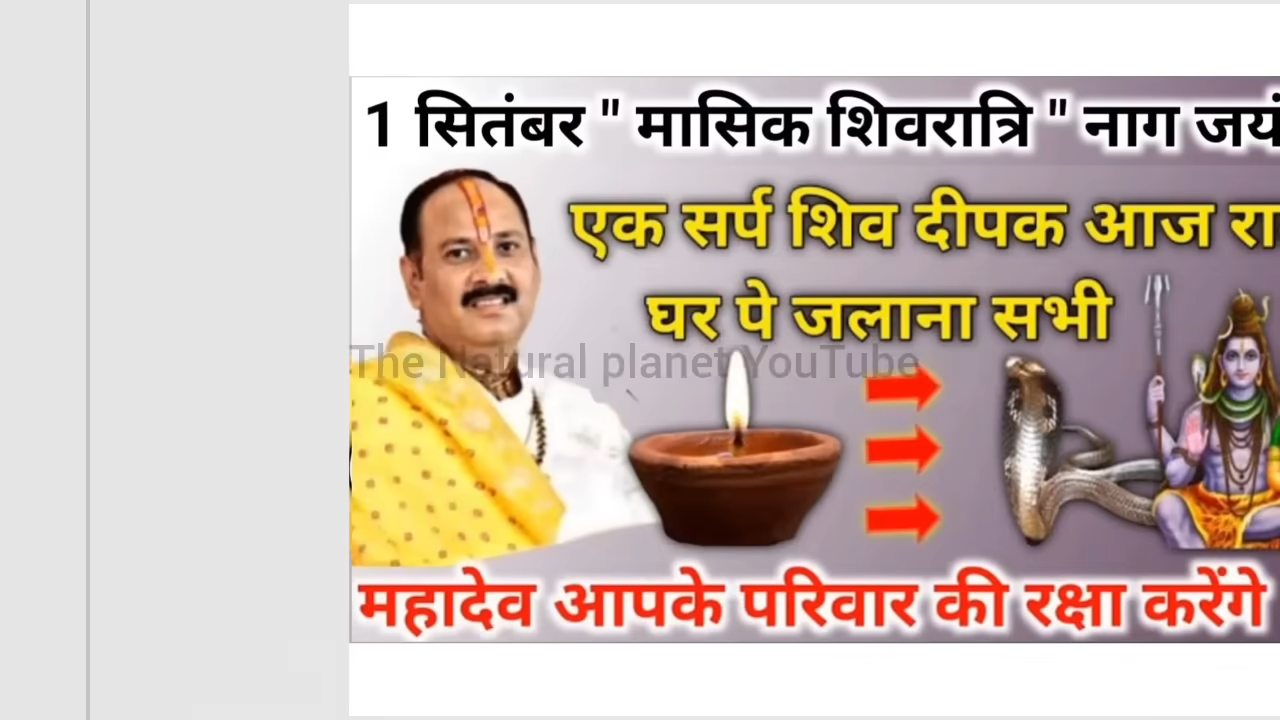 1 सितंबर " मासिक शिवरात्रि " नाग
एक सर्प शिव दीपक आज
घर पे जलाना सभी
The Natural planet YouTube
महादेव आपके परिवार की रक्षा करेंगे